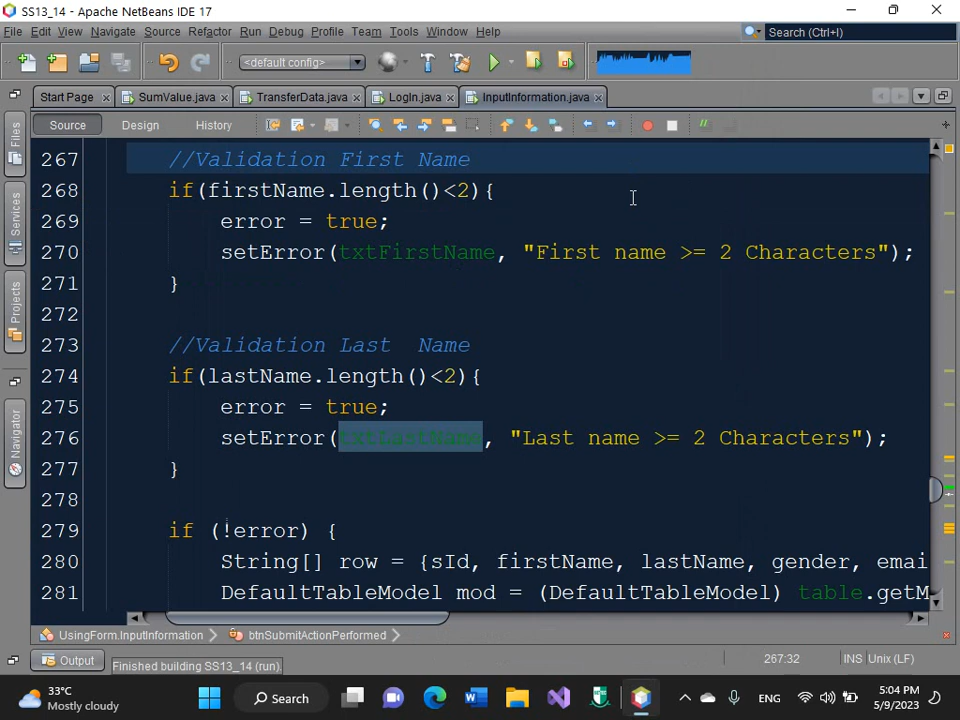 SS13_14 - Apache NetBeans IDE 17
File Edit View Navigate Source Refactor Run Debug Profile Team Tools Window Help
Search (Ctrl+I)
<default config>
Start Page SumValue.java TransferData.java LogIn.java InputInformation.java
Source Design History
Files
Services
Projects
Navigator
267 //Validation First Name
268 if(firstName.length()<2){
269 error = true;
270 setError(txtFirstName, "First name >= 2 Characters");
271 }
272
273 //Validation Last  Name
274 if(lastName.length()<2){
275 error = true;
276 setError(txtLastName, "Last name >= 2 Characters");
277 }
278
279 if (!error) {
280 String[] row = {sId, firstName, lastName, gender, emai
281 DefaultTableModel mod = (DefaultTableModel) table.getM
UsingForm.InputInformation btnSubmitActionPerformed
Output Finished building SS13_14 (run). 267:32 INS Unix (LF)
33°C
Mostly cloudy
Search
ENG
5:04 PM
5/9/2023